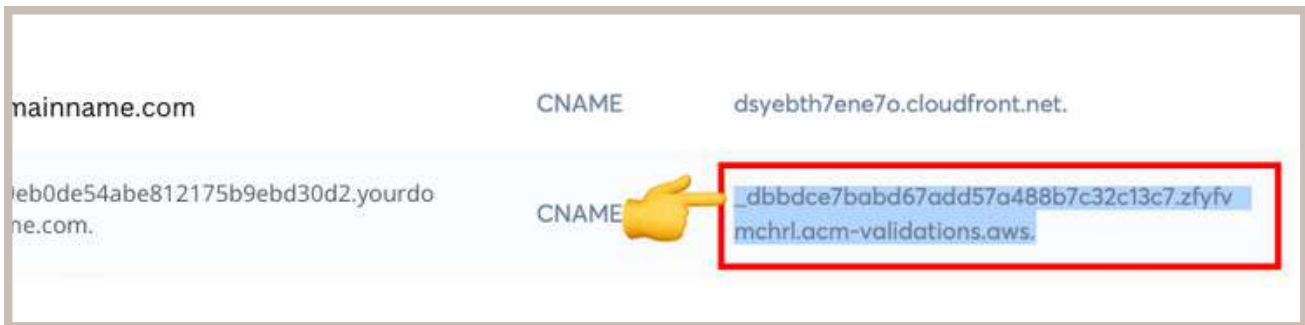 mainname.com CNAME dsyebth7ene7o.cloudfront.net.
eb0de54abe812175b9ebd30d2.yourdo
ne.com.
CNAME
_dbbdce7babd67add57a488b7c32c13c7.zfyfv
mchrl.acm-validations.aws.